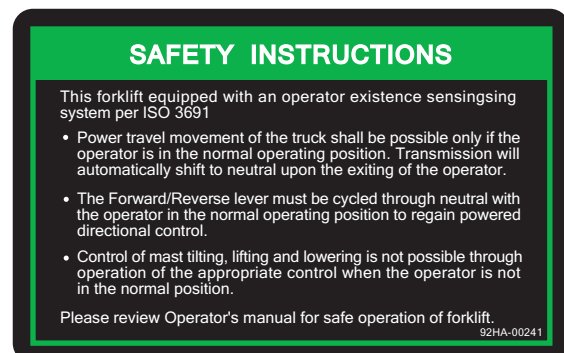 SAFETY INSTRUCTIONS
This forklift equipped with an operator existence sensingsing
system per ISO 3691
• Power travel movement of the truck shall be possible only if the
operator is in the normal operating position. Transmission will
automatically shift to neutral upon the exiting of the operator.
• The Forward/Reverse lever must be cycled through neutral with
the operator in the normal operating position to regain powered
directional control.
• Control of mast tilting, lifting and lowering is not possible through
operation of the appropriate control when the operator is not
in the normal position.
Please review Operator's manual for safe operation of forklift.
92HA-00241